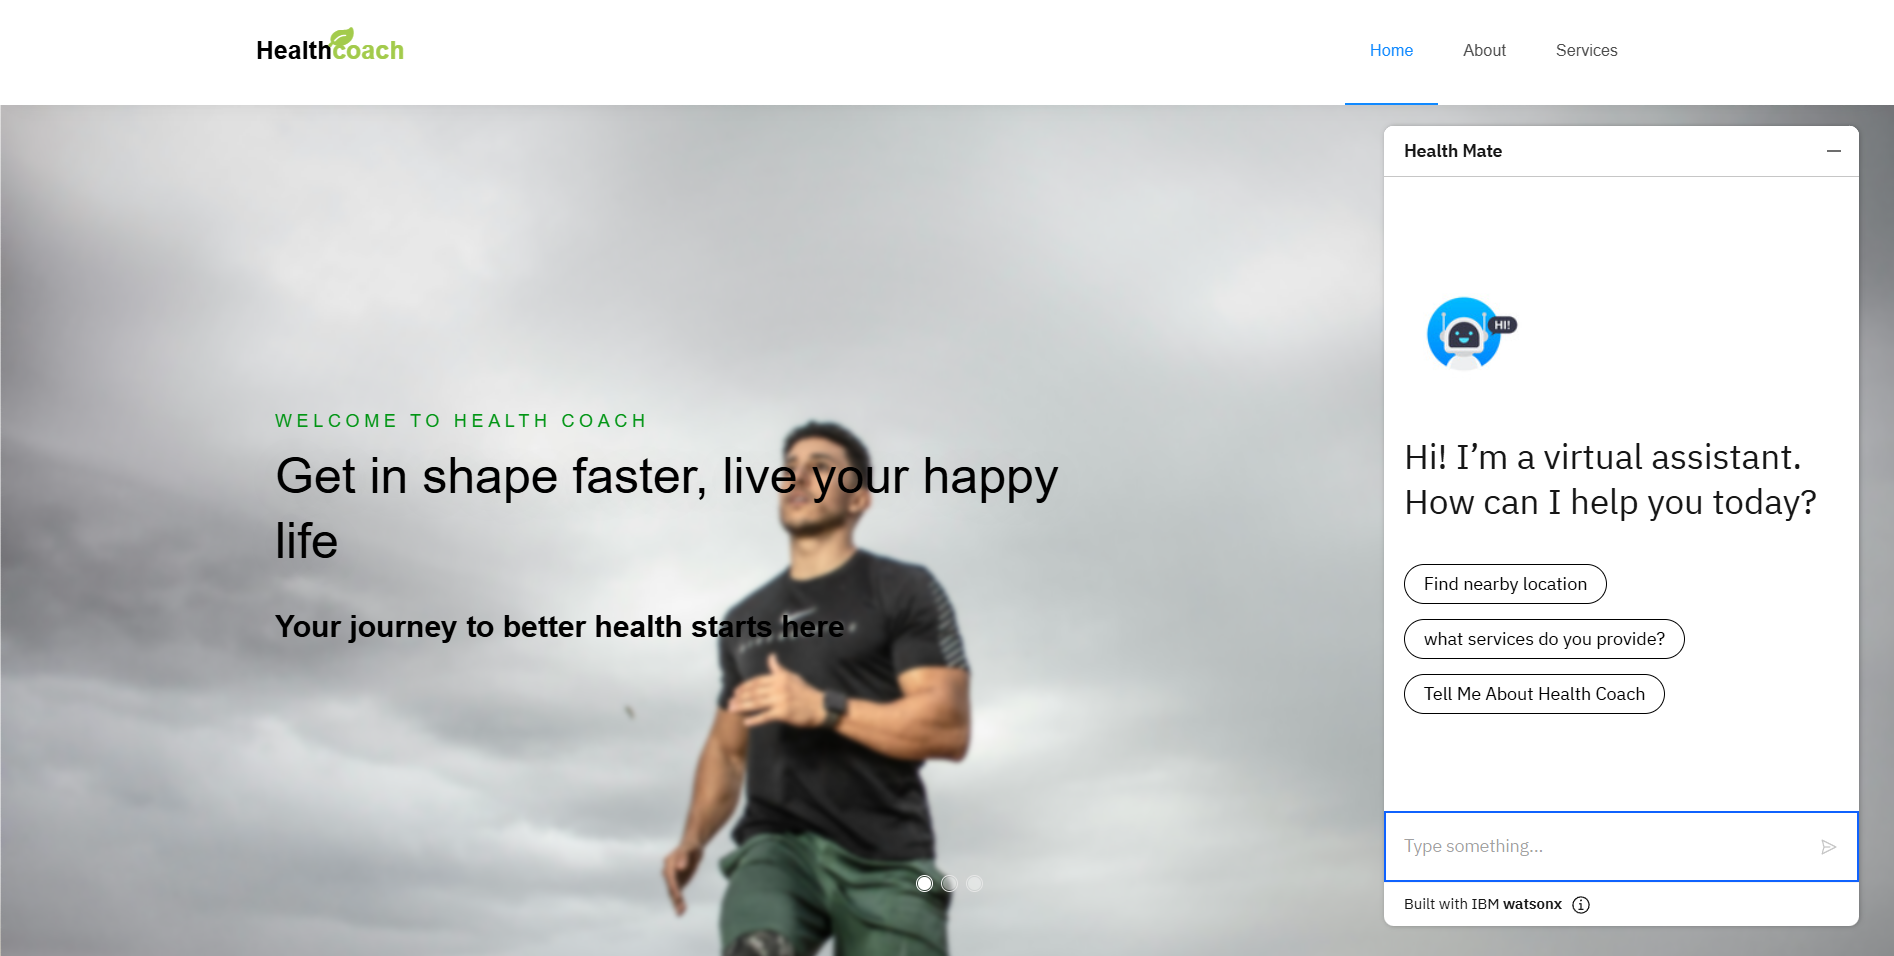 Healthcoach
Home
About
Services
WELCOME TO HEALTH COACH
Get in shape faster, live your happy
life
Your journey to better health starts here
Health Mate
HI!
Hi! I’m a virtual assistant.
How can I help you today?
Find nearby location
what services do you provide?
Tell Me About Health Coach
Type something...
Built with IBM watsonx